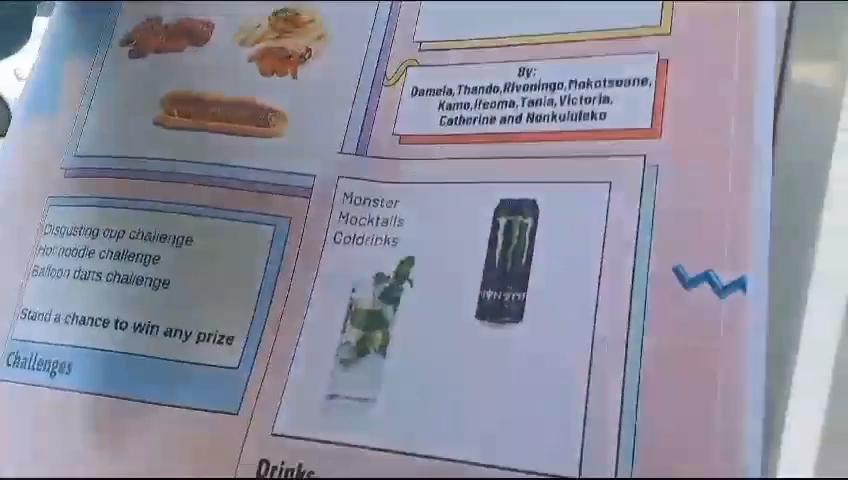 By:
Damela,Thando,Rivoningo,Mokotsoane,
Kamo,Ifeoma,Tania,Victoria,
Catherine and Nonkululeko
Monster
Mocktails
Coldrinks
Disgusting cup challenge
Hot noodle challenge
Balloon darts challenge
Stand a chance to win any prize
Challenges
Drinks